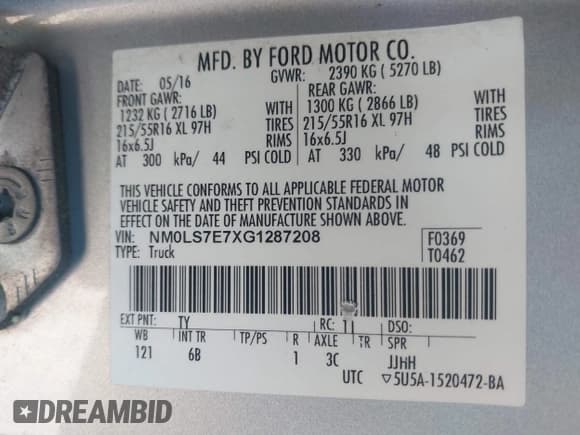 MFD. BY FORD MOTOR CO.
DATE: 05/16 GVWR: 2390 KG ( 5270 LB)
FRONT GAWR: REAR GAWR:
1232 KG ( 2716 LB) WITH 1300 KG ( 2866 LB) WITH
215/55R16 XL 97H TIRES 215/55R16 XL 97H TIRES
16x6.5J RIMS 16x6.5J RIMS
AT 300 kPa/ 44 PSI COLD AT 330 kPa/ 48 PSI COLD
THIS VEHICLE CONFORMS TO ALL APPLICABLE FEDERAL MOTOR
VEHICLE SAFETY AND THEFT PREVENTION STANDARDS IN
EFFECT ON THE DATE OF MANUFACTURE SHOWN ABOVE.
VIN: NM0LS7E7XG1287208 F0369
TYPE: Truck T0462
EXT PNT: TY RC: 11 DSO:
WB INT TR TP/PS R AXLE TR SPR
121 6B 1 3C JJHH
UTC ▽5U5A-1520472-BA
DREAMBID